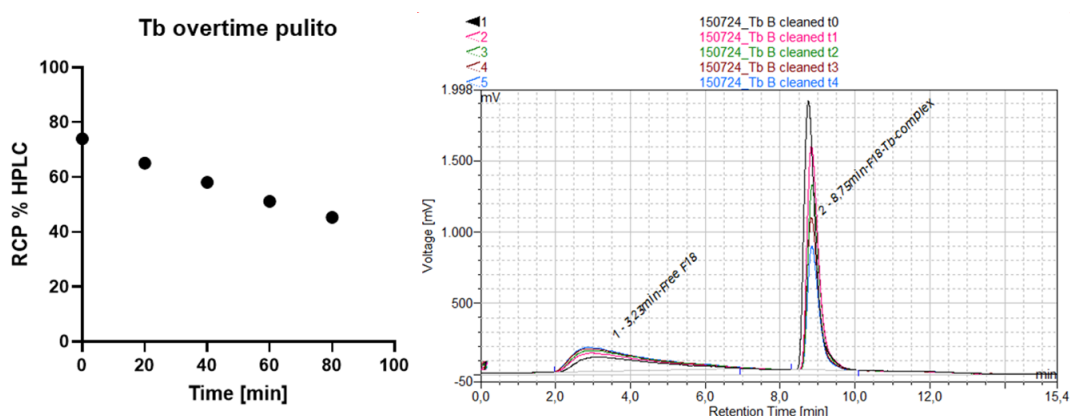 Tb overtime pulito
100
80
60
40
20
0
RCP % HPLC
0 20 40 60 80 100
Time [min]
1 150724_Tb B cleaned t0
2 150724_Tb B cleaned t1
3 150724_Tb B cleaned t2
4 150724_Tb B cleaned t3
5 150724_Tb B cleaned t4
1.998
mV
1.500
1.000
500
-50
Voltage [mV]
1 - 3,23min-Free F18
2 - 8,75min-F18-Tb-complex
min
0,0 2,0 4,0 6,0 8,0 10,0 12,0 15,4
Retention Time [min]